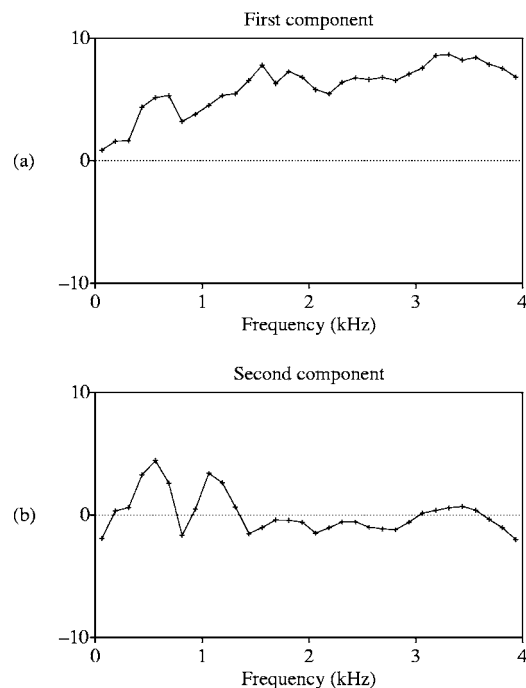 First component
10
(a)
0
−10
0 1 2 3 4
Frequency (kHz)
Second component
10
(b)
0
−10
0 1 2 3 4
Frequency (kHz)